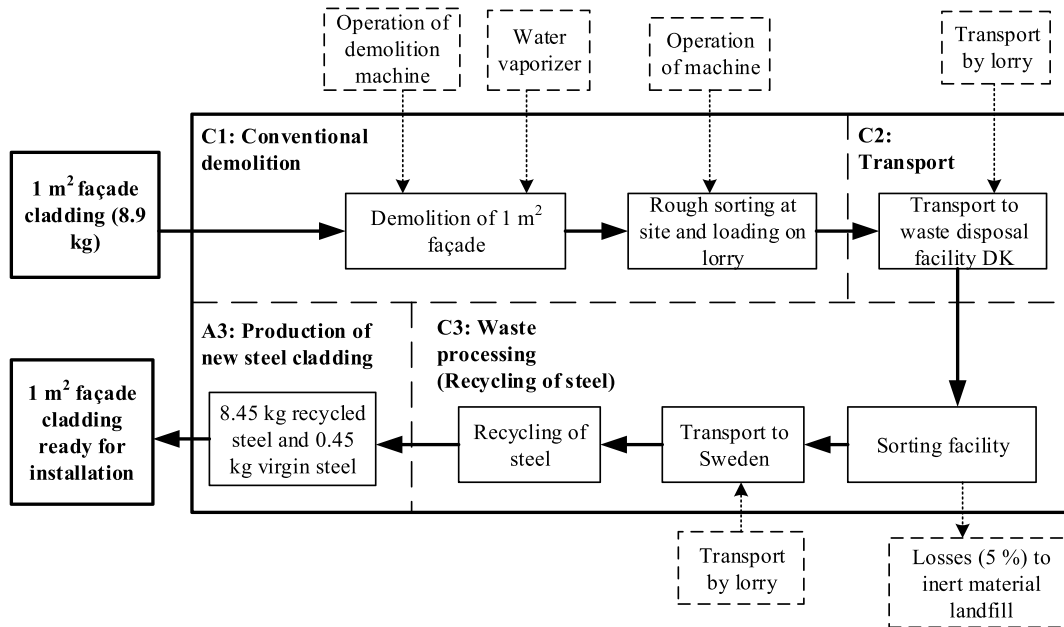 Operation of
demolition
machine
Water
vaporizer
Operation
of machine
Transport
by lorry
C1: Conventional
demolition
C2:
Transport
1 m² façade
cladding (8.9
kg)
Demolition of 1 m²
façade
Rough sorting at
site and loading on
lorry
Transport to
waste disposal
facility DK
A3: Production of
new steel cladding
C3: Waste
processing
(Recycling of steel)
1 m² façade
cladding
ready for
installation
8.45 kg recycled
steel and 0.45
kg virgin steel
Recycling of
steel
Transport to
Sweden
Sorting facility
Transport
by lorry
Losses (5 %) to
inert material
landfill